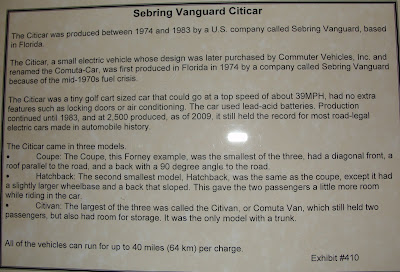 Sebring Vanguard Citicar
The Citicar was produced between 1974 and 1983 by a U.S. company called Sebring Vanguard, based
in Florida.
The Citicar, a small electric vehicle whose design was later purchased by Commuter Vehicles, Inc. and
renamed the Comuta-Car, was first produced in Florida in 1974 by a company called Sebring Vanguard
because of the mid-1970s fuel crisis.
The Citicar was a tiny golf cart sized car that could go at a top speed of about 39MPH, had no extra
features such as locking doors or air conditioning. The car used lead-acid batteries. Production
continued until 1983, and at 2,500 produced, as of 2009, it still held the record for most road-legal
electric cars made in automobile history.
The Citicar came in three models.
• Coupe: The Coupe, this Forney example, was the smallest of the three, had a diagonal front, a
roof parallel to the road, and a back with a 90 degree angle to the road.
• Hatchback: The second smallest model, Hatchback, was the same as the coupe, except it had
a slightly larger wheelbase and a back that sloped. This gave the two passengers a little more room
while riding in the car.
• Citivan: The largest of the three was called the Citivan, or Comuta Van, which still held two
passengers, but also had room for storage. It was the only model with a trunk.
All of the vehicles can run for up to 40 miles (64 km) per charge.
Exhibit #410